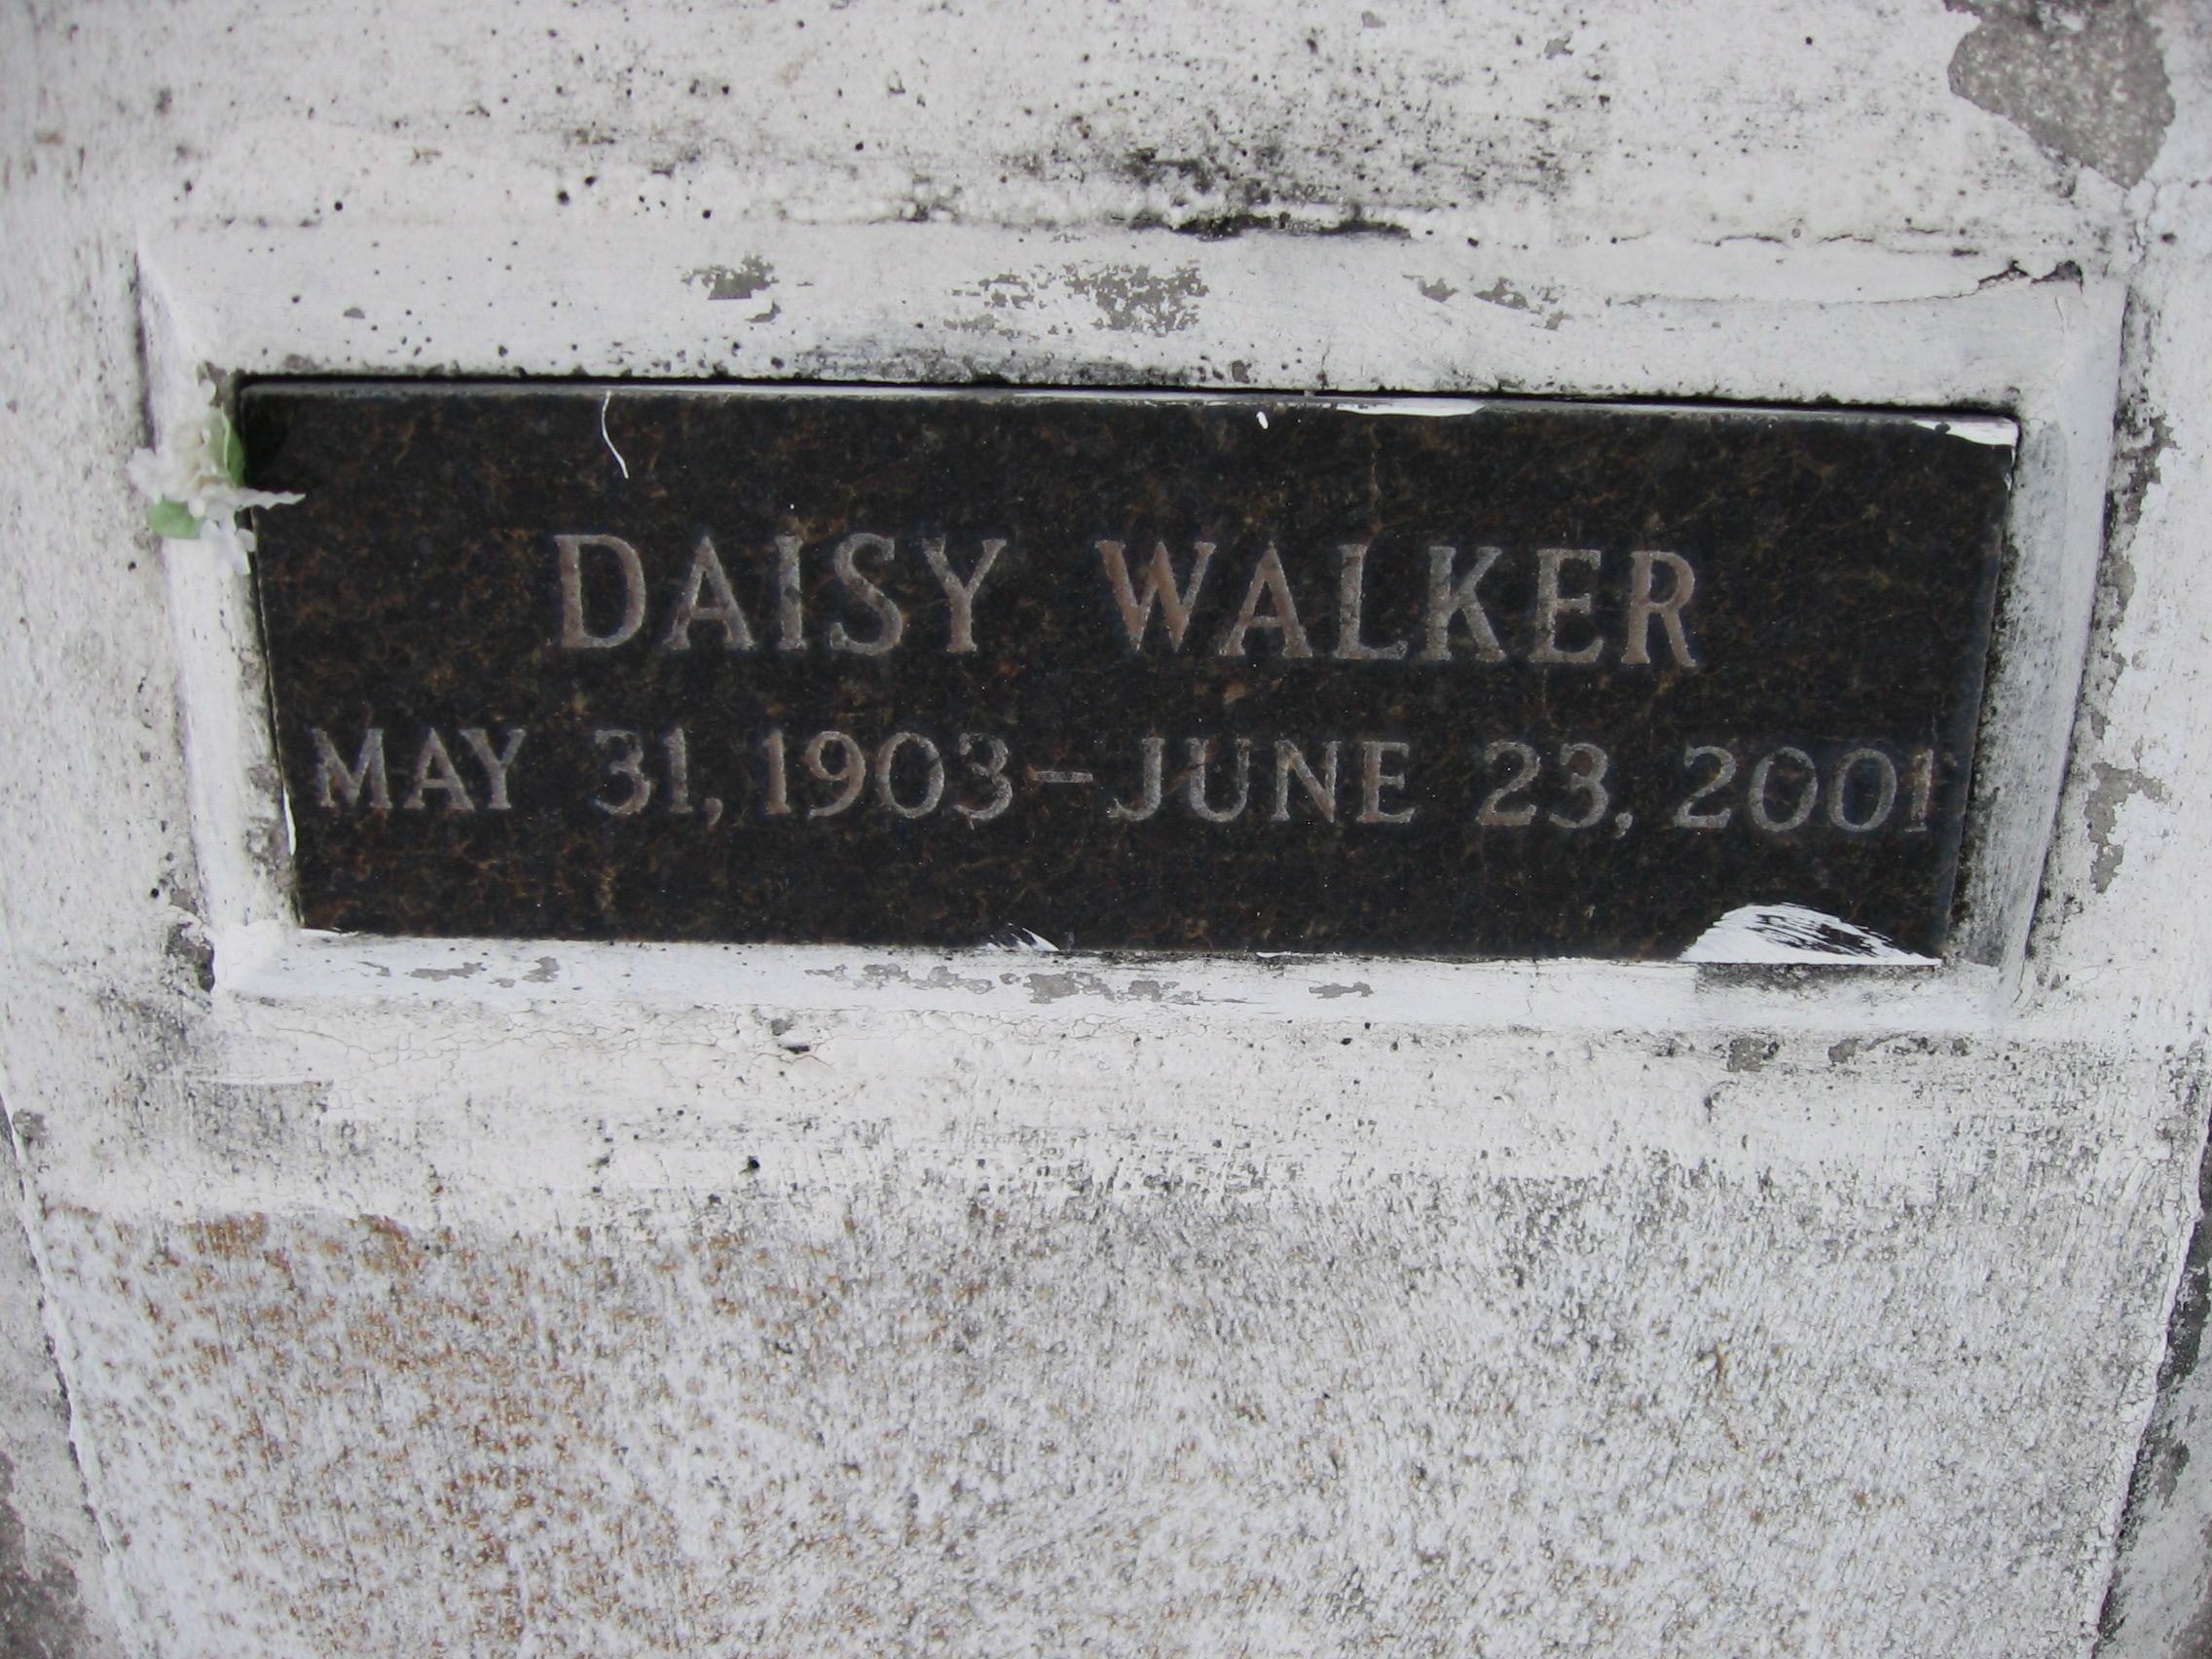 DAISY WALKER
MAY 31, 1903 - JUNE 23, 2001